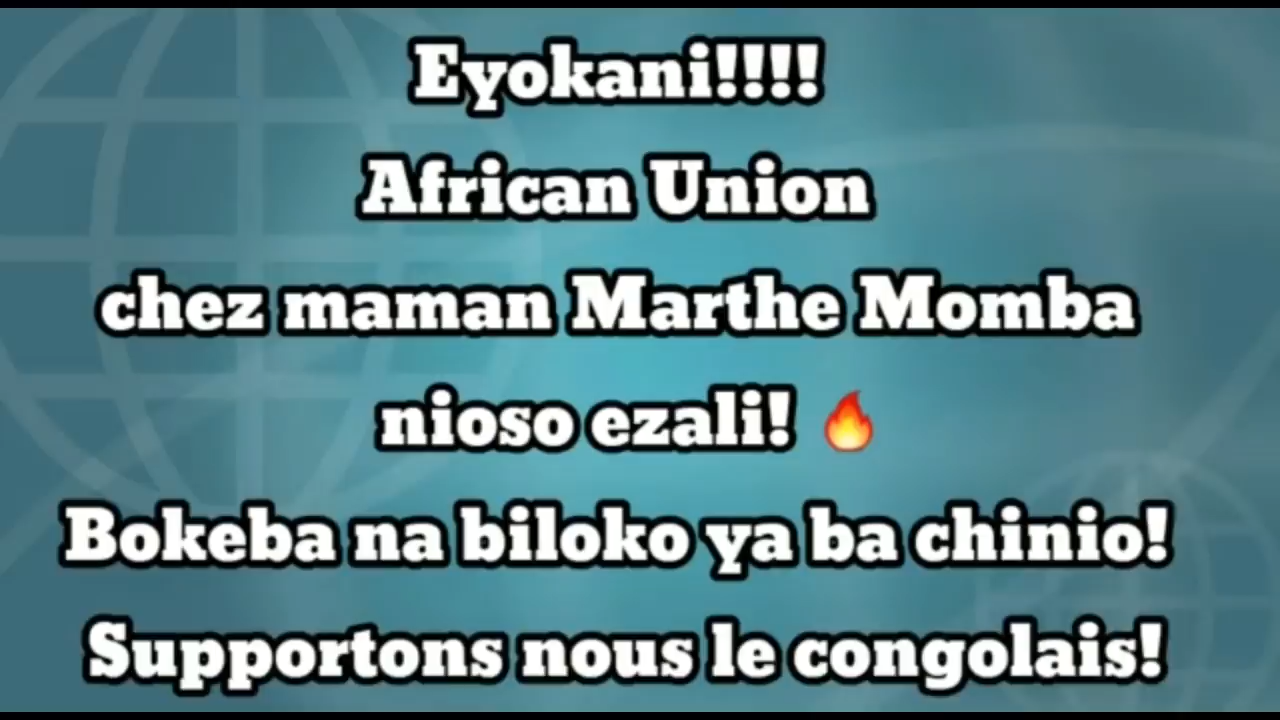 Eyokani!!!!
African Union
chez maman Marthe Momba
nioso ezali! 🔥
Bokeba na biloko ya ba chinio!
Supportons nous le congolais!